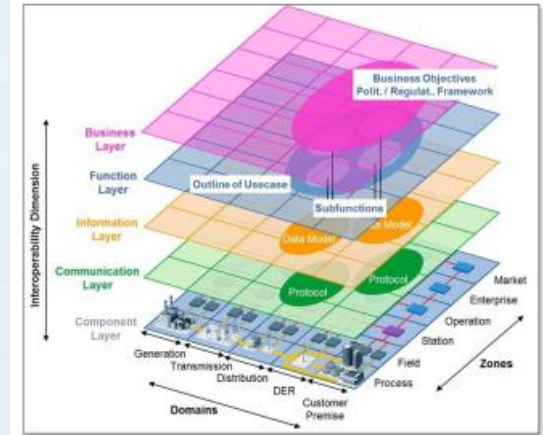 Business Objectives
Polit. / Regulat.. Framework
Business
Layer
Function
Layer
Outline of Usecase
Subfunctions
Information
Layer
Data Model
Data Model
Communication
Layer
Protocol
Protocol
Component
Layer
Interoperability Dimension
Market
Enterprise
Operation
Station
Field
Process
Zones
Generation
Transmission
Distribution
DER
Customer
Premise
Domains